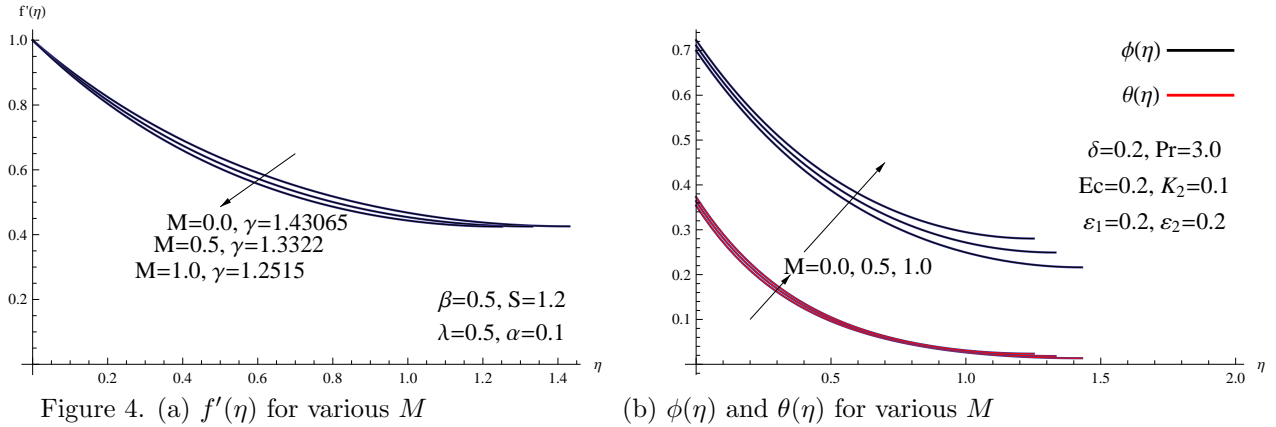 f'(η)
1.0
0.8
0.6
0.4
0.2
0.2 0.4 0.6 0.8 1.0 1.2 1.4 η
M=0.0, γ=1.43065
M=0.5, γ=1.3322
M=1.0, γ=1.2515
β=0.5, S=1.2
λ=0.5, α=0.1
Figure 4. (a) f′(η) for various M
0.7
0.6
0.5
0.4
0.3
0.2
0.1
0.5 1.0 1.5 2.0 η
ϕ(η)
θ(η)
δ=0.2, Pr=3.0
Ec=0.2, K₂=0.1
ε₁=0.2, ε₂=0.2
M=0.0, 0.5, 1.0
(b) ϕ(η) and θ(η) for various M